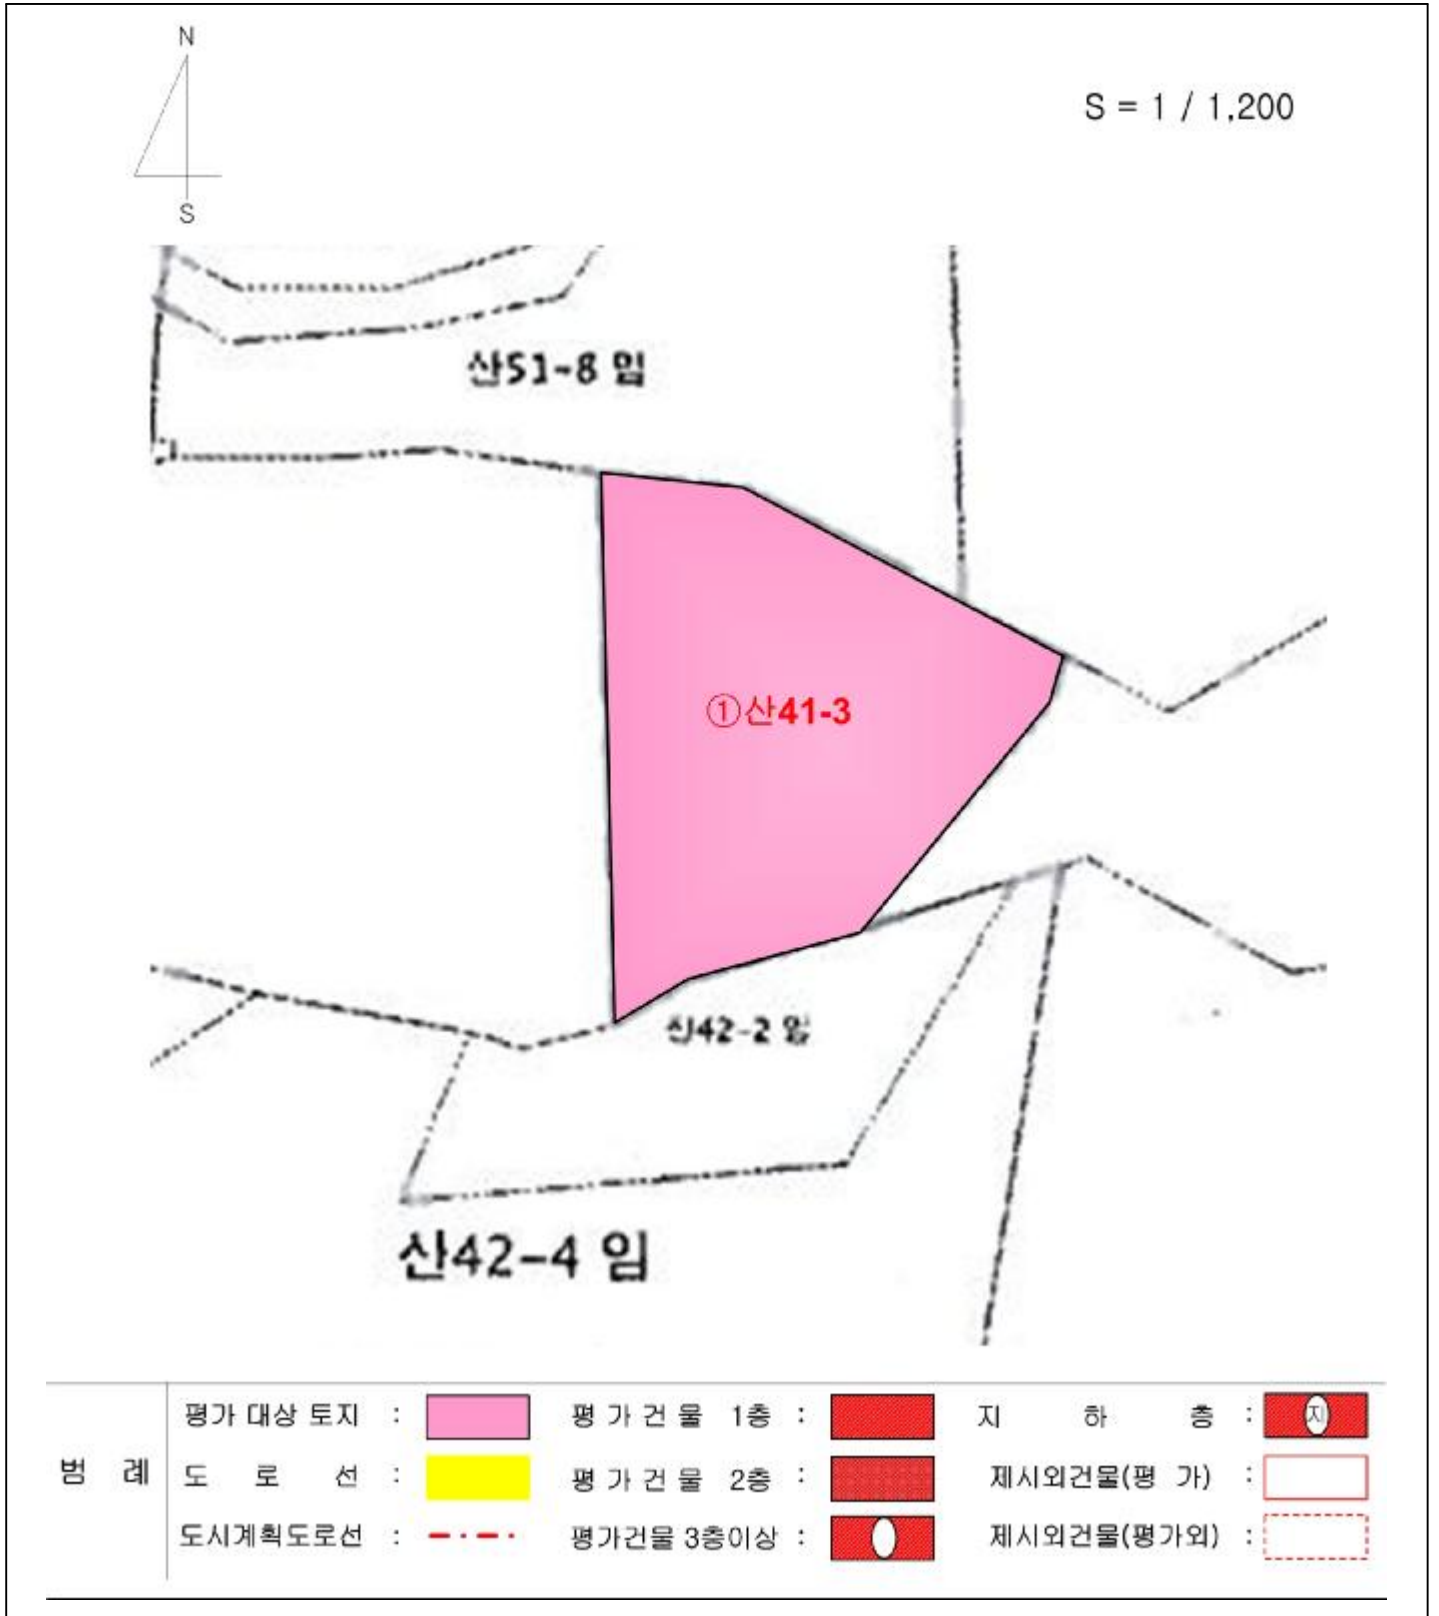 N
S = 1 / 1,200
S
산51-8 임
①산41-3
산42-2 임
산42-4 임
범 례
평가 대상 토지 :
평 가 건 물 1층 :
지 하 층 :
지
도 로 선 :
평 가 건 물 2층 :
제시외건물(평 가) :
도시계획도로선 :
평가건물 3층이상 :
제시외건물(평가외) :